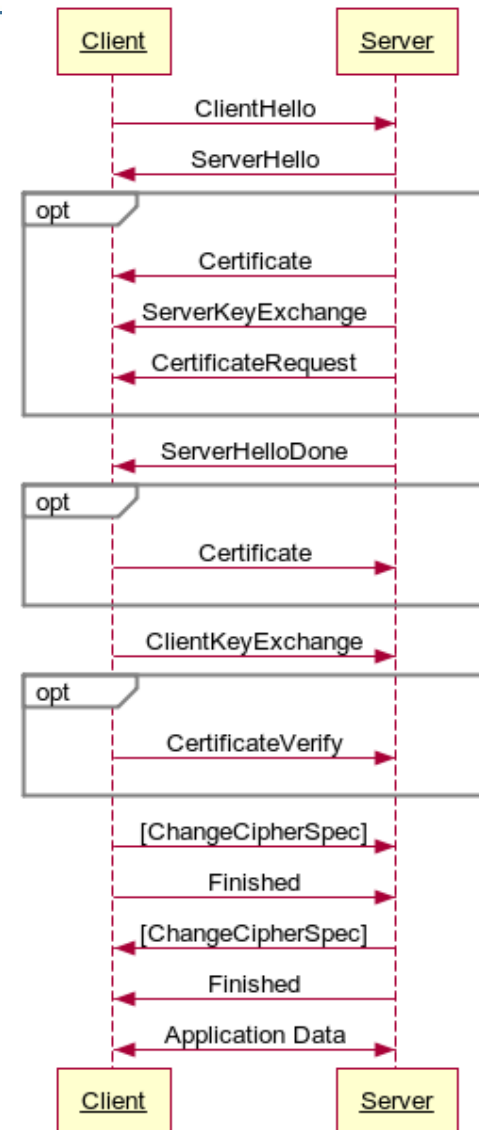 Client Server
ClientHello
ServerHello
opt
Certificate
ServerKeyExchange
CertificateRequest
ServerHelloDone
opt
Certificate
ClientKeyExchange
opt
CertificateVerify
[ChangeCipherSpec]
Finished
[ChangeCipherSpec]
Finished
Application Data
Client Server